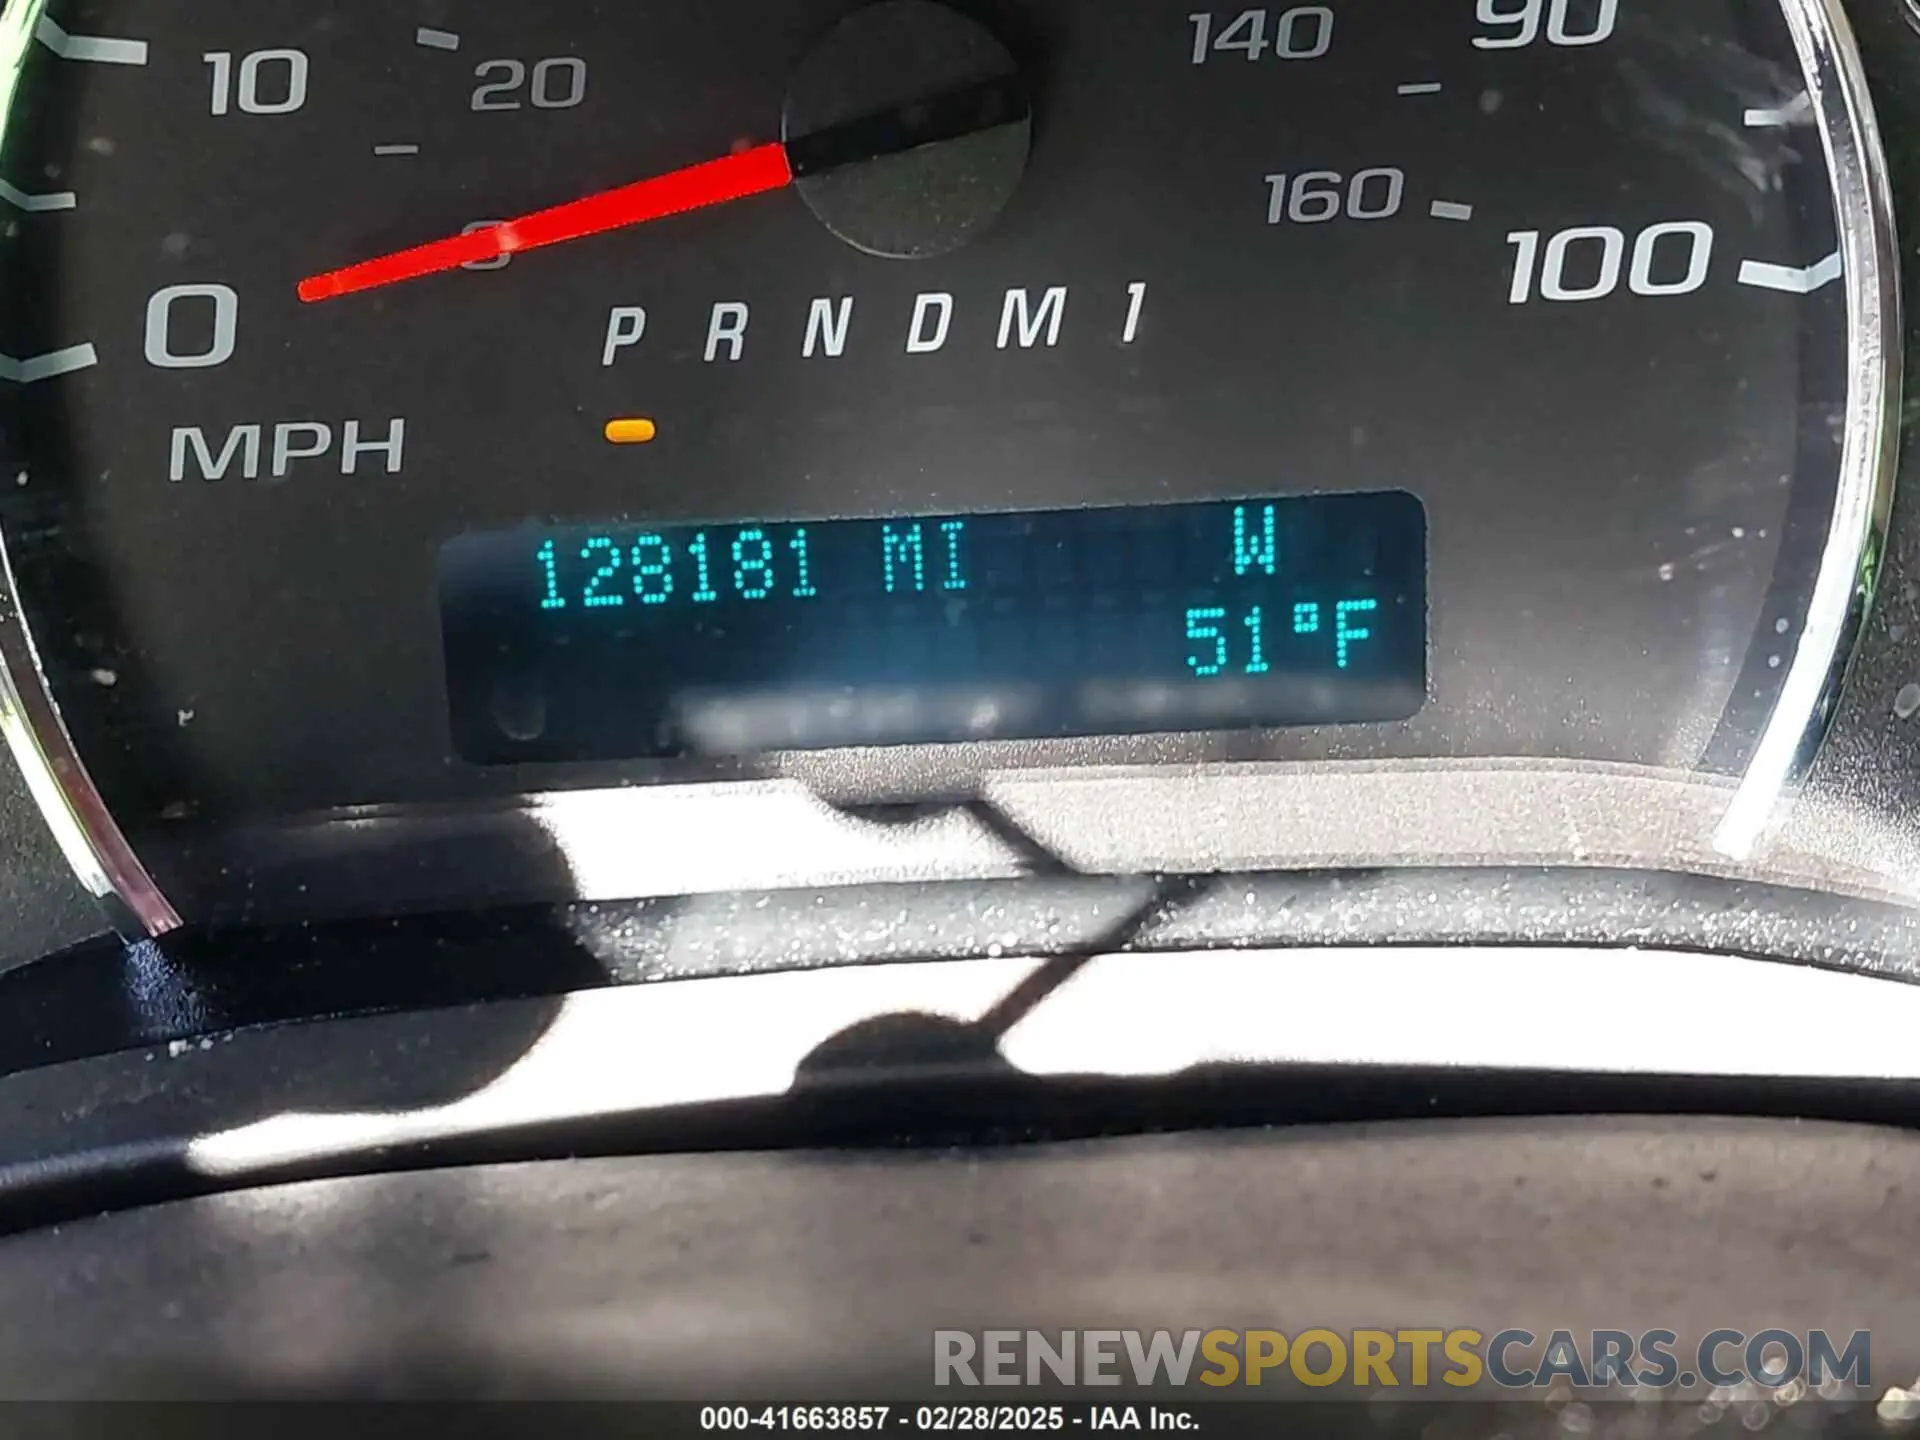 10 20 140 90
0 160 100
0
P R N D M 1
MPH
128181 MI W
51°F
RENEWSPORTSCARS.COM
000-41663857 - 02/28/2025 - IAA Inc.